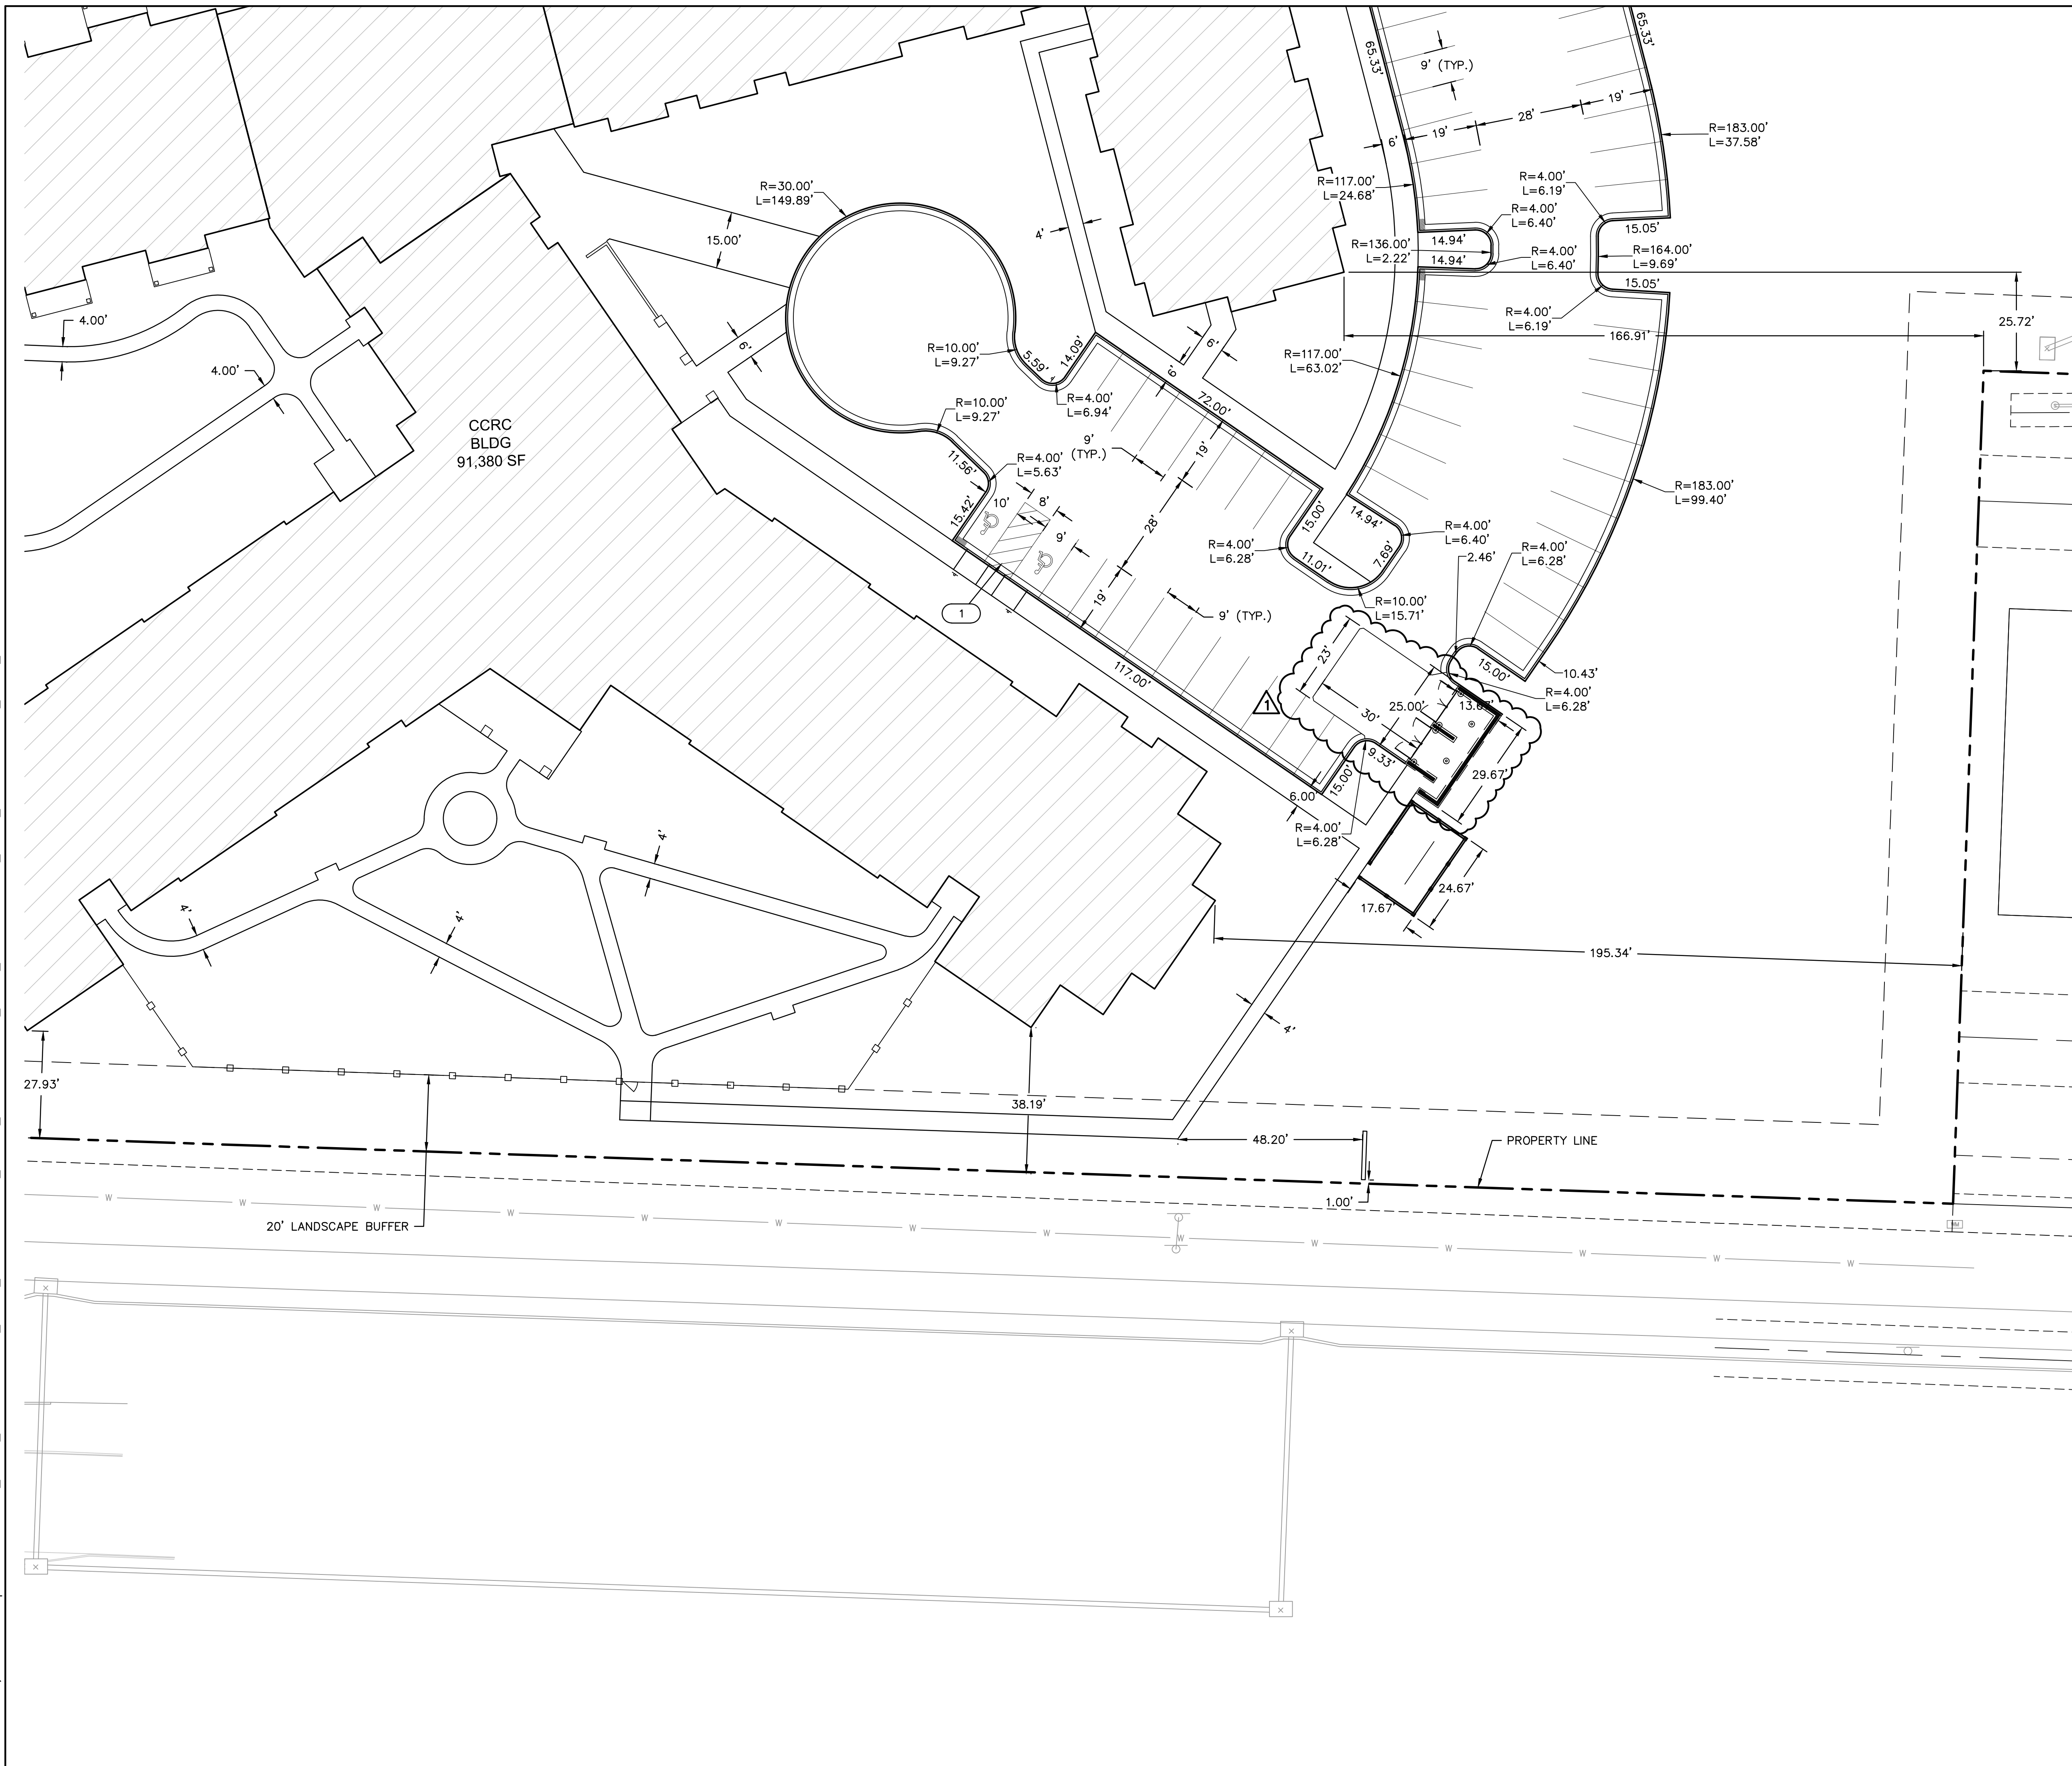 65.33'
65.33'
9' (TYP.)
19'
28'
19'
6'
R=183.00'
L=37.58'
R=117.00'
L=24.68'
R=4.00'
L=6.19'
R=4.00'
L=6.40'
15.05'
14.94'
R=136.00'
L=2.22'
14.94'
R=4.00'
L=6.40'
R=164.00'
L=9.69'
15.05'
R=4.00'
L=6.19'
166.91'
25.72'
R=30.00'
L=149.89'
15.00'
4'
4.00'
4.00'
6'
6'
R=10.00'
L=9.27'
5.59'
14.09'
R=4.00'
L=6.94'
6'
72.00'
R=117.00'
L=63.02'
CCRC
BLDG
91,380 SF
R=10.00'
L=9.27'
11.56'
R=4.00'
L=5.63'
9'
(TYP.)
19'
15.42'
10'
8'
9'
28'
19'
1
9' (TYP.)
117.00'
15.00'
14.94'
R=4.00'
L=6.28'
11.01'
7.69'
R=4.00'
L=6.40'
R=10.00'
L=15.71'
R=183.00'
L=99.40'
2.46'
R=4.00'
L=6.28'
15.00'
10.43'
R=4.00'
L=6.28'
23'
30'
25.00'
13.67'
1
9.33'
29.67'
6.00'
15.00'
R=4.00'
L=6.28'
24.67'
17.67'
195.34'
4'
4'
4'
4'
27.93'
38.19'
48.20'
PROPERTY LINE
1.00'
20' LANDSCAPE BUFFER
W W W W W W W W W W W W W W